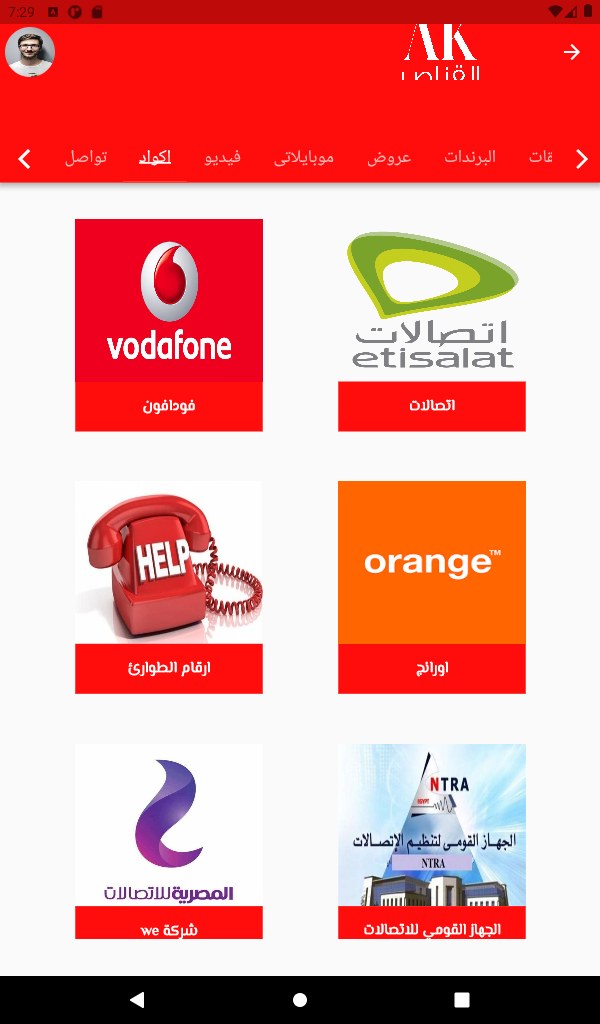 7:29
AK
القناص
تواصل اكواد فيديو موبايلاتى عروض البرندات قات
vodafone
فودافون
اتصالات
etisalat
اتصالات
HELP
ارقام الطوارئ
orange™
اورانج
المصرية للاتصالات
شركة we
NTRA
EGYPT
الجهاز القومى لتنظيم الإتصالات
NTRA
الجهاز القومي للاتصالات